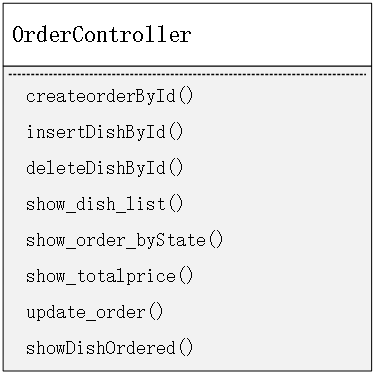 OrderController
createorderById()
insertDishById()
deleteDishById()
show_dish_list()
show_order_byState()
show_totalprice()
update_order()
showDishOrdered()